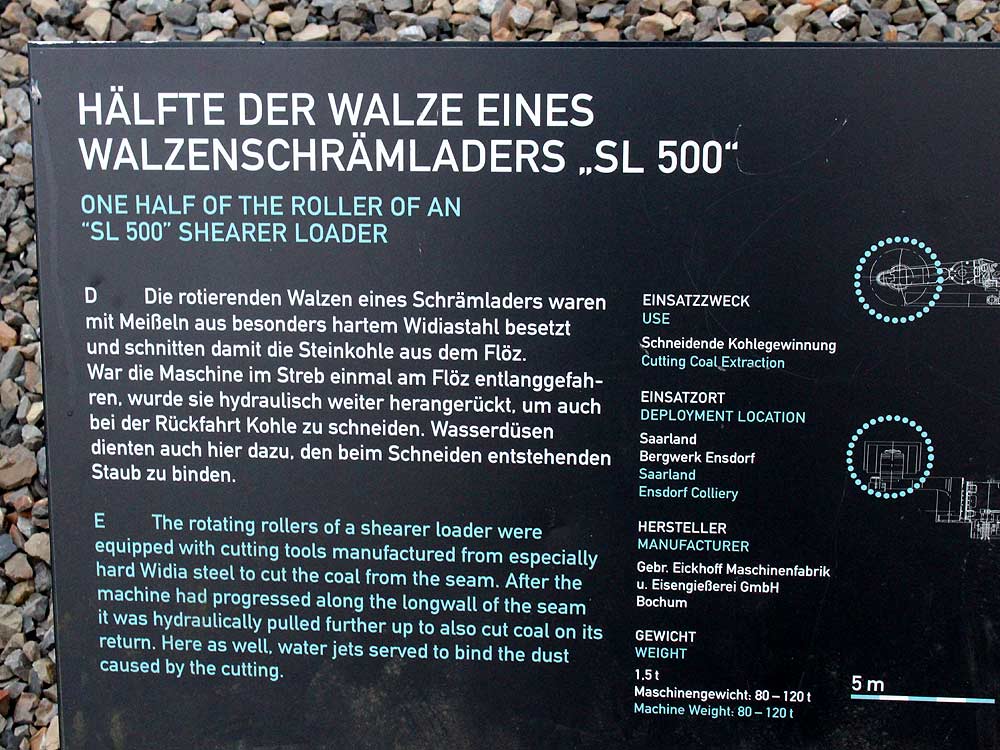 HÄLFTE DER WALZE EINES
WALZENSCHRÄMLADERS „SL 500“
ONE HALF OF THE ROLLER OF AN
“SL 500” SHEARER LOADER
D Die rotierenden Walzen eines Schrämladers waren
mit Meißeln aus besonders hartem Widiastahl besetzt
und schnitten damit die Steinkohle aus dem Flöz.
War die Maschine im Streb einmal am Flöz entlanggefah-
ren, wurde sie hydraulisch weiter herangerückt, um auch
bei der Rückfahrt Kohle zu schneiden. Wasserdüsen
dienten auch hier dazu, den beim Schneiden entstehenden
Staub zu binden.
E The rotating rollers of a shearer loader were
equipped with cutting tools manufactured from especially
hard Widia steel to cut the coal from the seam. After the
machine had progressed along the longwall of the seam
it was hydraulically pulled further up to also cut coal on its
return. Here as well, water jets served to bind the dust
caused by the cutting.
EINSATZZWECK
USE
Schneidende Kohlegewinnung
Cutting Coal Extraction
EINSATZORT
DEPLOYMENT LOCATION
Saarland
Bergwerk Ensdorf
Saarland
Ensdorf Colliery
HERSTELLER
MANUFACTURER
Gebr. Eickhoff Maschinenfabrik
u. Eisengießerei GmbH
Bochum
GEWICHT
WEIGHT
1.5 t
Maschinengewicht: 80 – 120 t
Machine Weight: 80 – 120 t
5 m